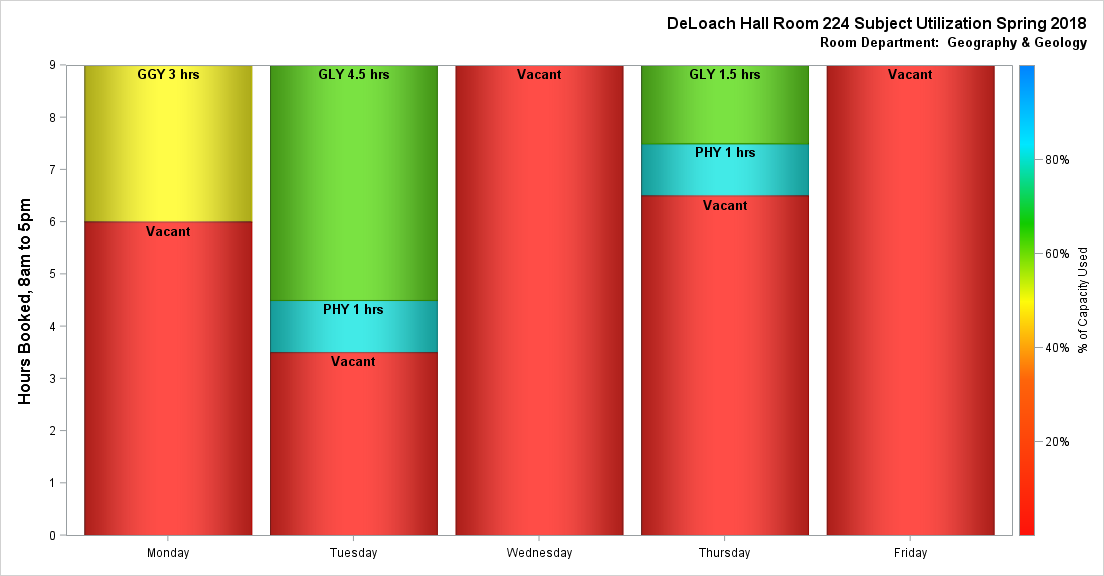 DeLoach Hall Room 224 Subject Utilization Spring 2018
Room Department: Geography & Geology
Hours Booked, 8am to 5pm
9
8
7
6
5
4
3
2
1
0
GGY 3 hrs
Vacant
GLY 4.5 hrs
PHY 1 hrs
Vacant
Vacant
GLY 1.5 hrs
PHY 1 hrs
Vacant
Vacant
Monday
Tuesday
Wednesday
Thursday
Friday
80%
60%
40%
20%
% of Capacity Used